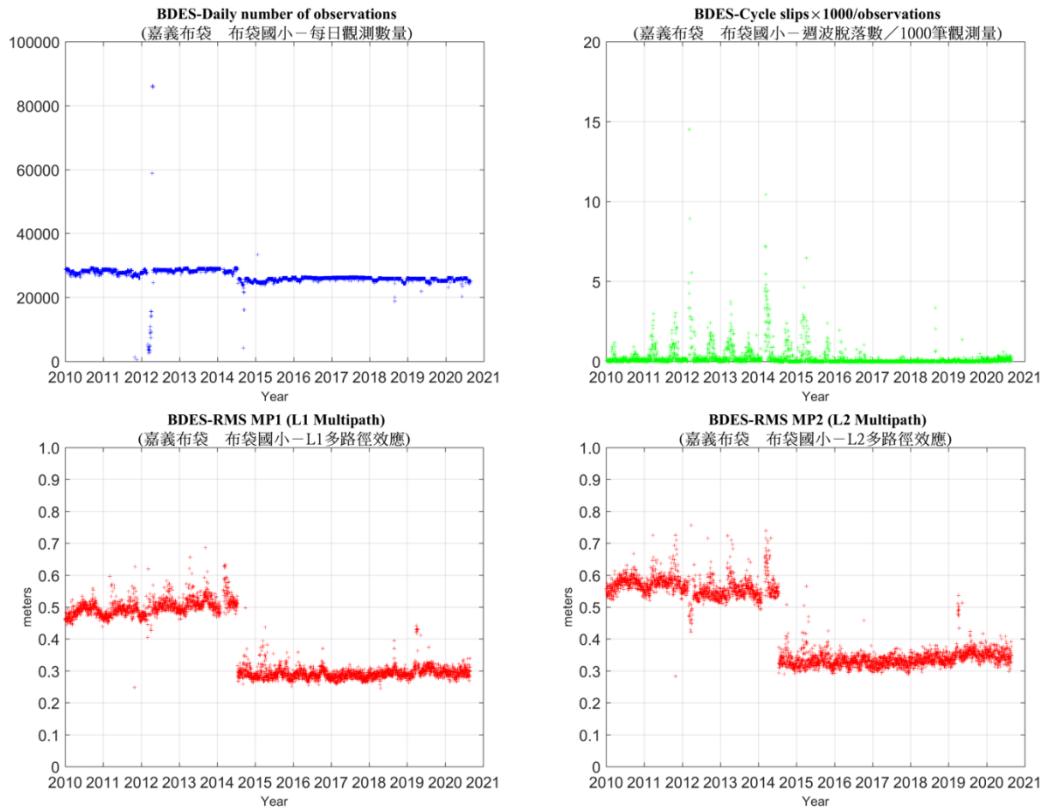 BDES-Daily number of observations
(嘉義布袋　布袋國小－每日觀測數量)
100000
80000
60000
40000
20000
0
2010 2011 2012 2013 2014 2015 2016 2017 2018 2019 2020 2021
Year
BDES-Cycle slips×1000/observations
(嘉義布袋　布袋國小－週波脫落數／1000筆觀測量)
20
15
10
5
0
2010 2011 2012 2013 2014 2015 2016 2017 2018 2019 2020 2021
Year
BDES-RMS MP1 (L1 Multipath)
(嘉義布袋　布袋國小－L1多路徑效應)
meters
1.0
0.9
0.8
0.7
0.6
0.5
0.4
0.3
0.2
0.1
0
2010 2011 2012 2013 2014 2015 2016 2017 2018 2019 2020 2021
Year
BDES-RMS MP2 (L2 Multipath)
(嘉義布袋　布袋國小－L2多路徑效應)
meters
1.0
0.9
0.8
0.7
0.6
0.5
0.4
0.3
0.2
0.1
0
2010 2011 2012 2013 2014 2015 2016 2017 2018 2019 2020 2021
Year